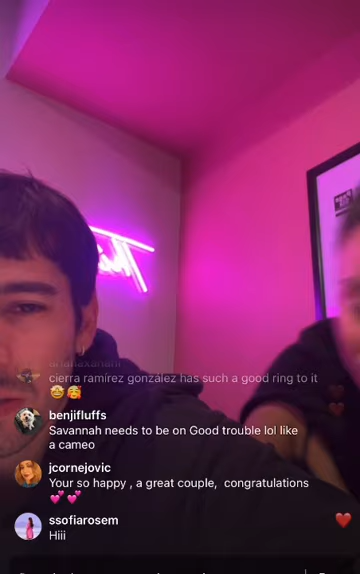 cierra ramirez gonzález has such a good ring to it
🤩🥰
benjifluffs
Savannah needs to be on Good trouble lol like
a cameo
jcornejovic
Your so happy , a great couple, congratulations
💕💕
ssofiarosem
Hiii